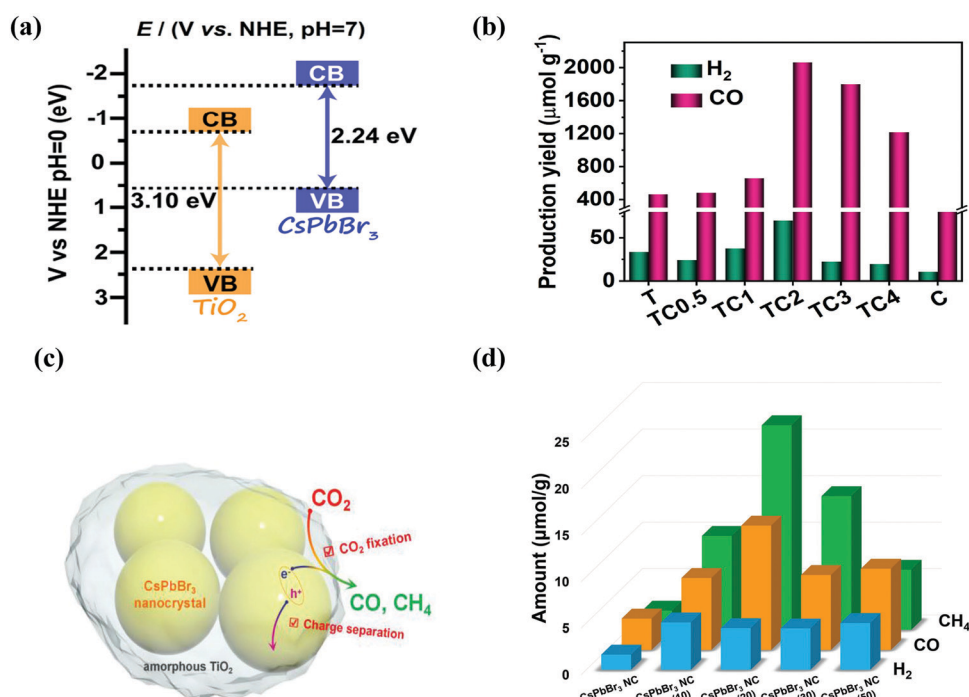 (a)
E / (V vs. NHE, pH=7)
V vs NHE pH=0 (eV)
-2
-1
0
1
2
3
CB
CB
2.24 eV
3.10 eV
VB
CsPbBr3
VB
TiO2
(b)
Production yield (μmol g-1)
2000
1600
1200
800
400
50
0
H2
CO
T
TC0.5
TC1
TC2
TC3
TC4
C
(c)
CO2
☑ CO2 fixation
CsPbBr3
nanocrystal
e-
h+
CO, CH4
☑ Charge separation
amorphous TiO2
(d)
Amount (μmol/g)
25
20
15
10
5
0
CH4
CO
H2
CsPbBr3 NC
CsPbBr3 NC
CsPbBr3 NC
CsPbBr3 NC
CsPbBr3 NC